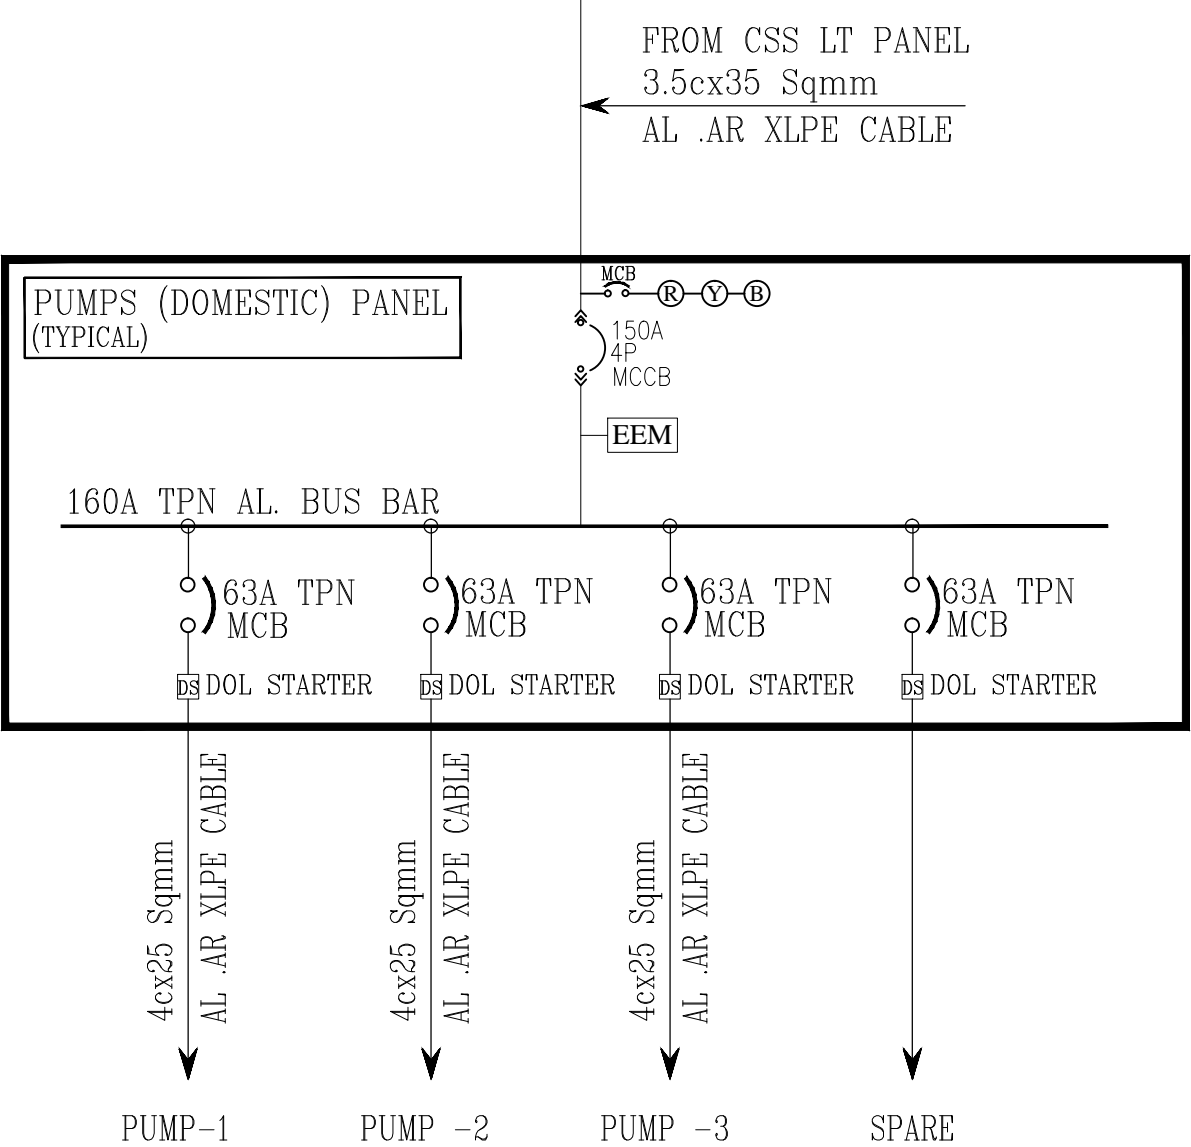 FROM CSS LT PANEL
3.5cx35 Sqmm
AL .AR XLPE CABLE
PUMPS (DOMESTIC) PANEL
(TYPICAL)
MCB
R Y B
150A
4P
MCCB
EEM
160A TPN AL. BUS BAR
63A TPN
MCB
63A TPN
MCB
63A TPN
MCB
63A TPN
MCB
DS DOL STARTER
DS DOL STARTER
DS DOL STARTER
DS DOL STARTER
4cx25 Sqmm
AL .AR XLPE CABLE
4cx25 Sqmm
AL .AR XLPE CABLE
4cx25 Sqmm
AL .AR XLPE CABLE
PUMP-1
PUMP -2
PUMP -3
SPARE